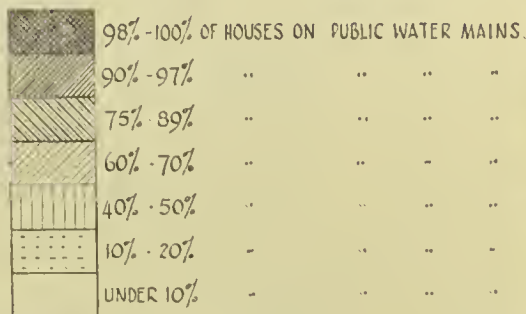 98% -100% OF HOUSES ON PUBLIC WATER MAINS.
90% -97% " " " "
75% -89% " " " "
60% -70% " " " "
40% -50% " " " "
10% -20% " " " "
UNDER 10% " " " "